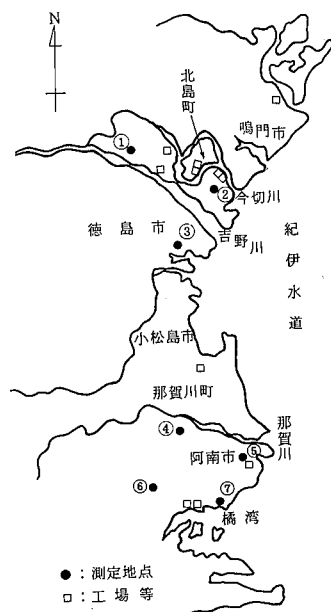 N
北島町
鳴門市
①
②
今切川
③
吉野川
徳島市
紀伊水道
小松島市
那賀川町
那賀川
④
阿南市
⑤
⑥
⑦
橘湾
●：測定地点
□：工場等